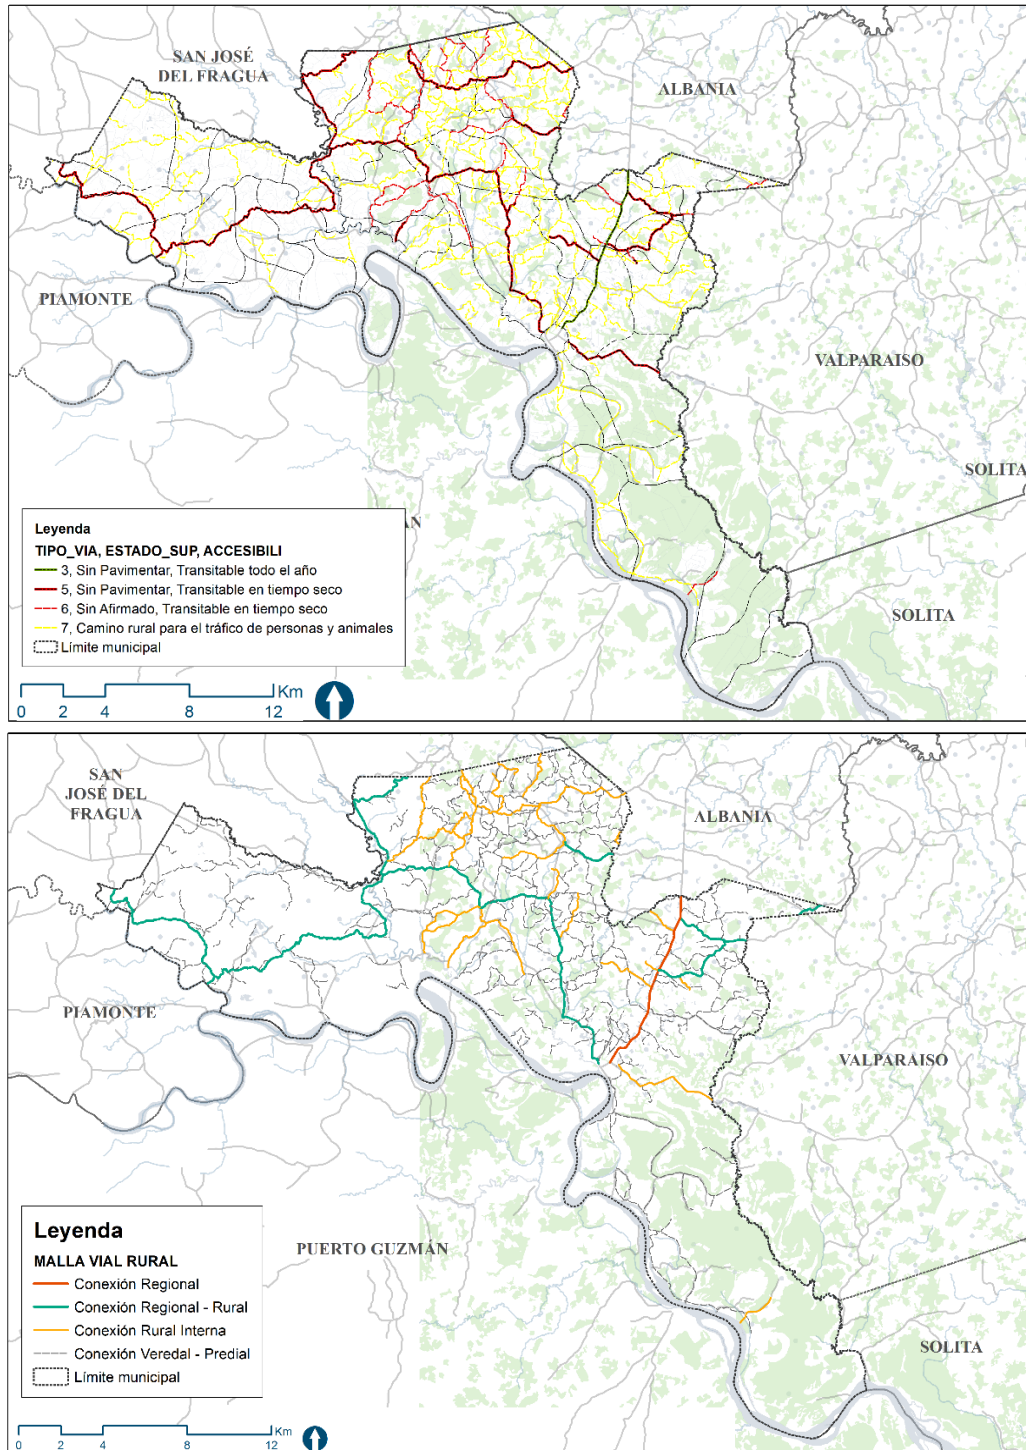 SAN JOSÉ
DEL FRAGUA
ALBANIA
PIAMONTE
VALPARAISO
SOLITA
AN
SOLITA
Leyenda
TIPO_VIA, ESTADO_SUP, ACCESIBILI
3, Sin Pavimentar, Transitable todo el año
5, Sin Pavimentar, Transitable en tiempo seco
6, Sin Afirmado, Transitable en tiempo seco
7, Camino rural para el tráfico de personas y animales
Límite municipal
Km
0 2 4 8 12
SAN
JOSÉ DEL
FRAGUA
ALBANIA
PIAMONTE
VALPARAISO
PUERTO GUZMÁN
SOLITA
Leyenda
MALLA VIAL RURAL
Conexión Regional
Conexión Regional - Rural
Conexión Rural Interna
Conexión Veredal - Predial
Límite municipal
Km
0 2 4 8 12